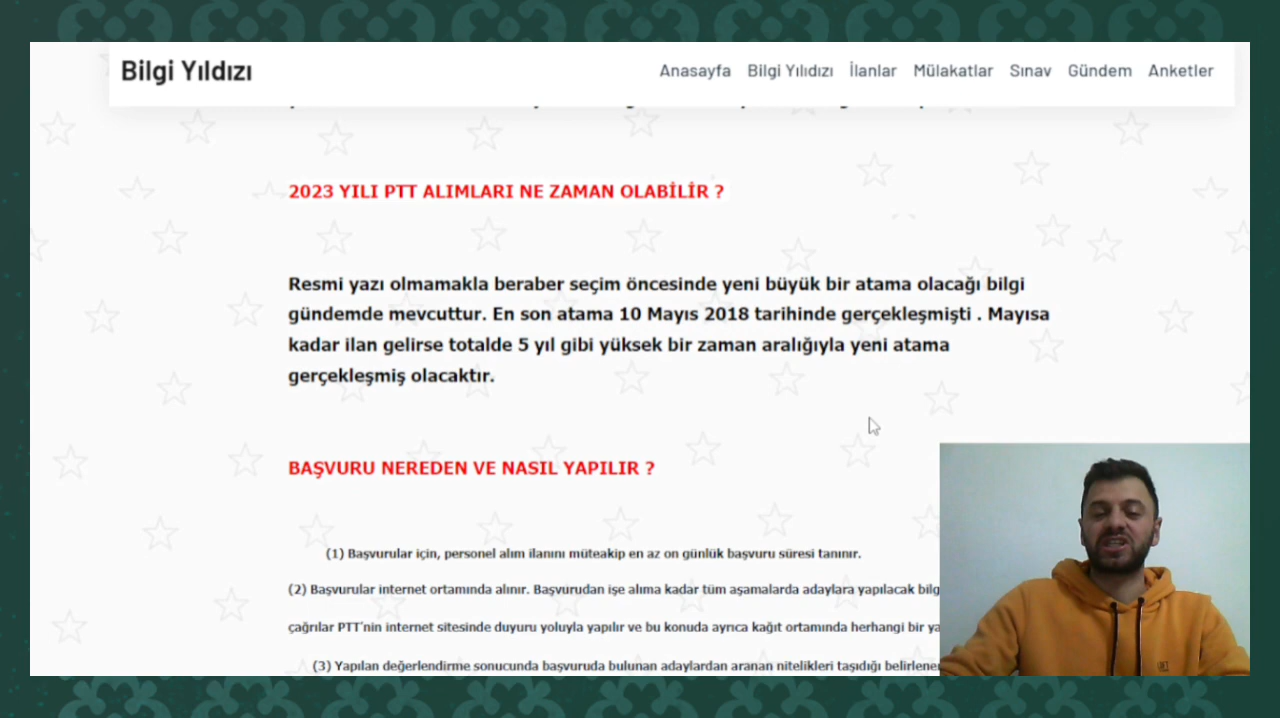 Bilgi Yıldızı
Anasayfa Bilgi Yılıdızı İlanlar Mülakatlar Sınav Gündem Anketler
2023 YILI PTT ALIMLARI NE ZAMAN OLABİLİR ?
Resmi yazı olmamakla beraber seçim öncesinde yeni büyük bir atama olacağı bilgi
gündemde mevcuttur. En son atama 10 Mayıs 2018 tarihinde gerçekleşmişti . Mayısa
kadar ilan gelirse totalde 5 yıl gibi yüksek bir zaman aralığıyla yeni atama
gerçekleşmiş olacaktır.
BAŞVURU NEREDEN VE NASIL YAPILIR ?
(1) Başvurular için, personel alım ilanını müteakip en az on günlük başvuru süresi tanınır.
(2) Başvurular internet ortamında alınır. Başvurudan işe alıma kadar tüm aşamalarda adaylara yapılacak bilg
çağrılar PTT'nin internet sitesinde duyuru yoluyla yapılır ve bu konuda ayrıca kağıt ortamında herhangi bir ya
(3) Yapılan değerlendirme sonucunda başvuruda bulunan adaylardan aranan nitelikleri taşıdığı belirlenen